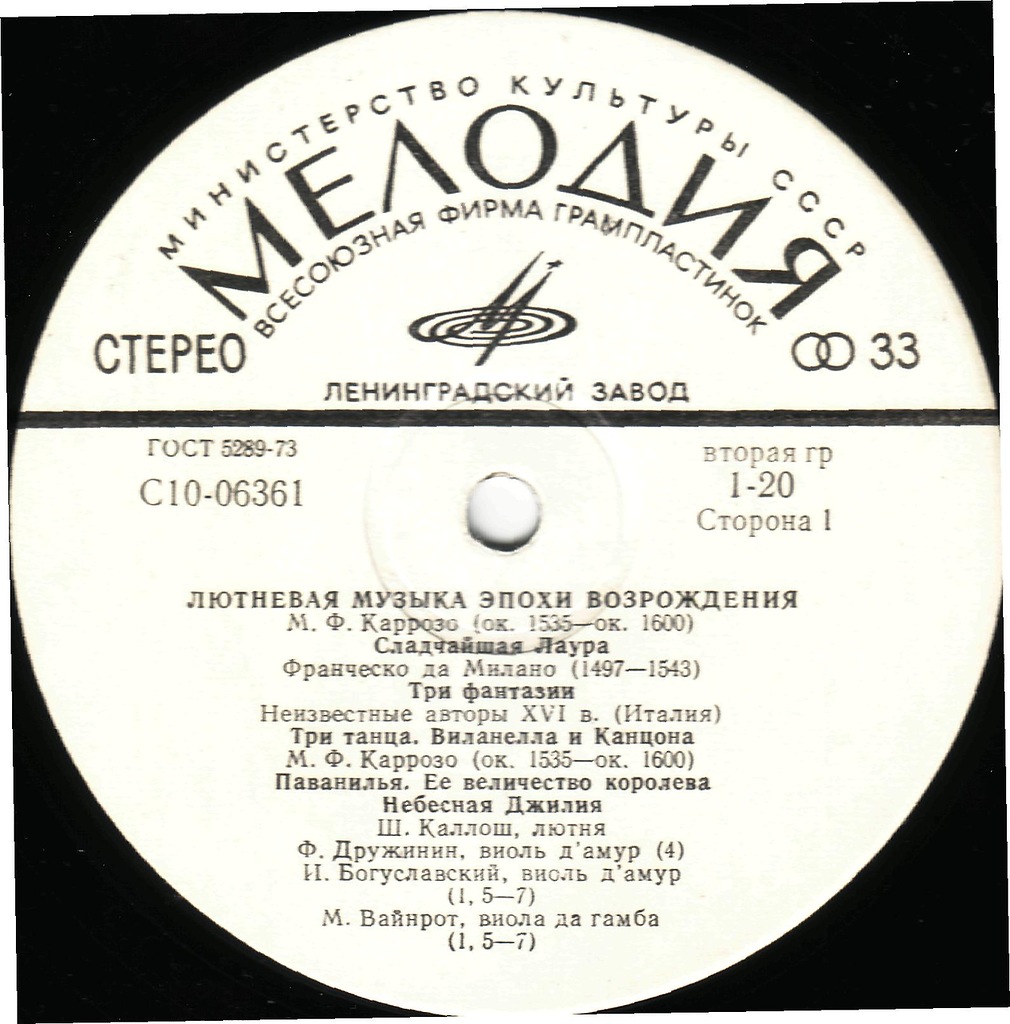 МИНИСТЕРСТВО КУЛЬТУРЫ СССР
МЕЛОДИЯ
ВСЕСОЮЗНАЯ ФИРМА ГРАМПЛАСТИНОК
СТЕРЕО
33
ЛЕНИНГРАДСКИЙ ЗАВОД
ГОСТ 5289-73
С10-06361
вторая гр
1-20
Сторона 1
ЛЮТНЕВАЯ МУЗЫКА ЭПОХИ ВОЗРОЖДЕНИЯ
М. Ф. Каррозо (ок. 1535—ок. 1600)
Сладчайшая Лаура
Франческо да Милано (1497—1543)
Три фантазии
Неизвестные авторы XVI в. (Италия)
Три танца. Виланелла и Канцона
М. Ф. Каррозо (ок. 1535—ок. 1600)
Паванилья. Ее величество королева
Небесная Джилия
Ш. Каллош, лютня
Ф. Дружинин, виоль д'амур (4)
И. Богуславский, виоль д'амур
(1, 5—7)
М. Вайнрот, виола да гамба
(1, 5—7)